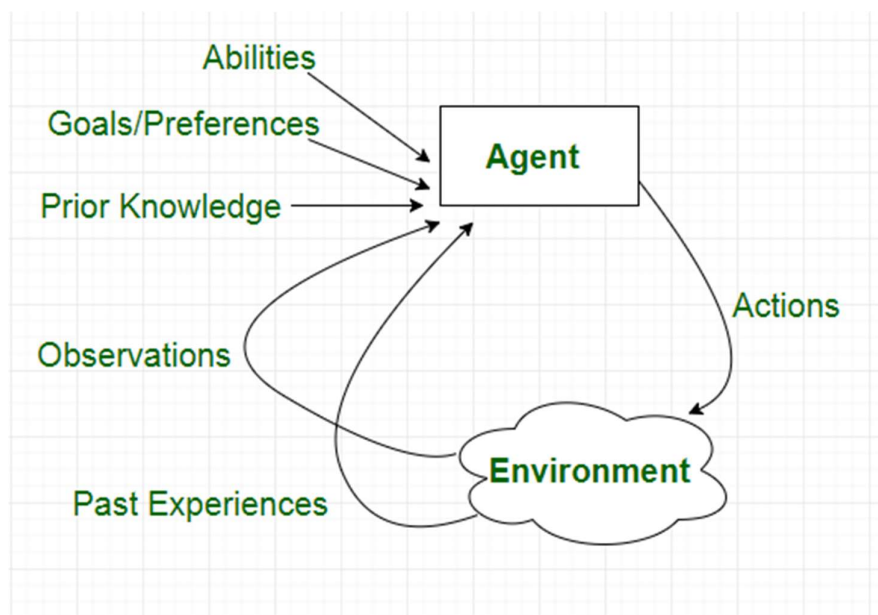 Abilities
Goals/Preferences
Agent
Prior Knowledge
Actions
Observations
Environment
Past Experiences